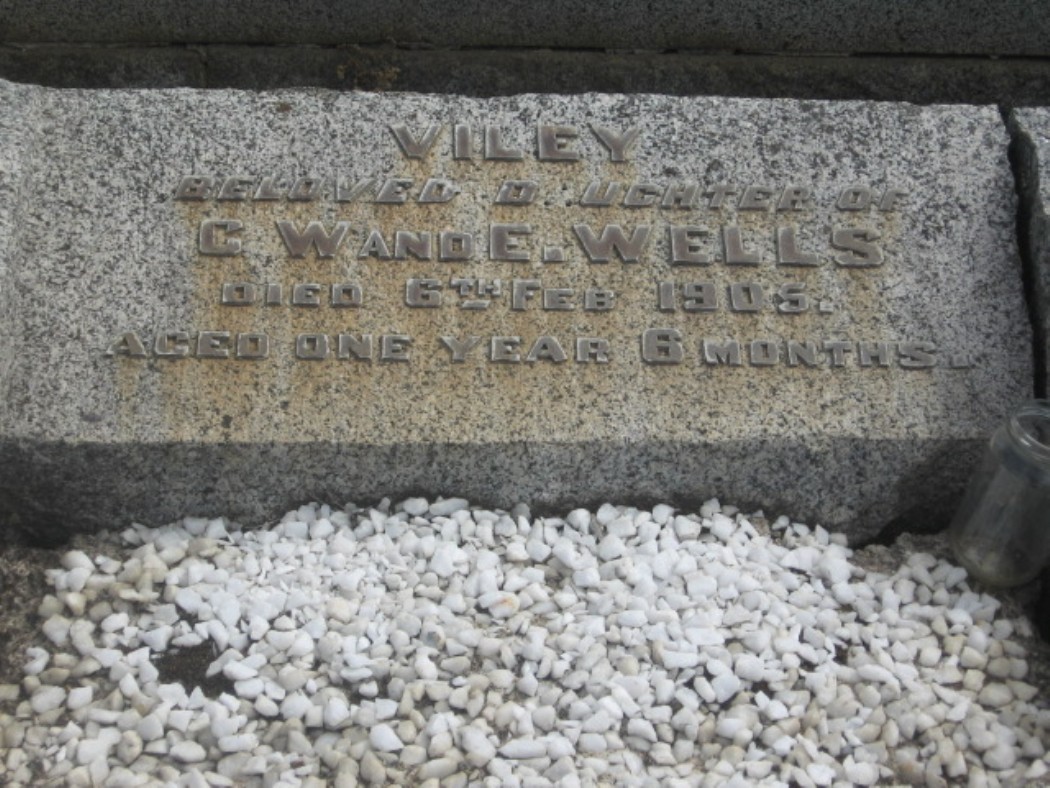 VILEY
BELOVED D UGHTER OF
C W AND E. WELLS
DIED 6TH FEB 1905.
AGED ONE YEAR 6 MONTHS.